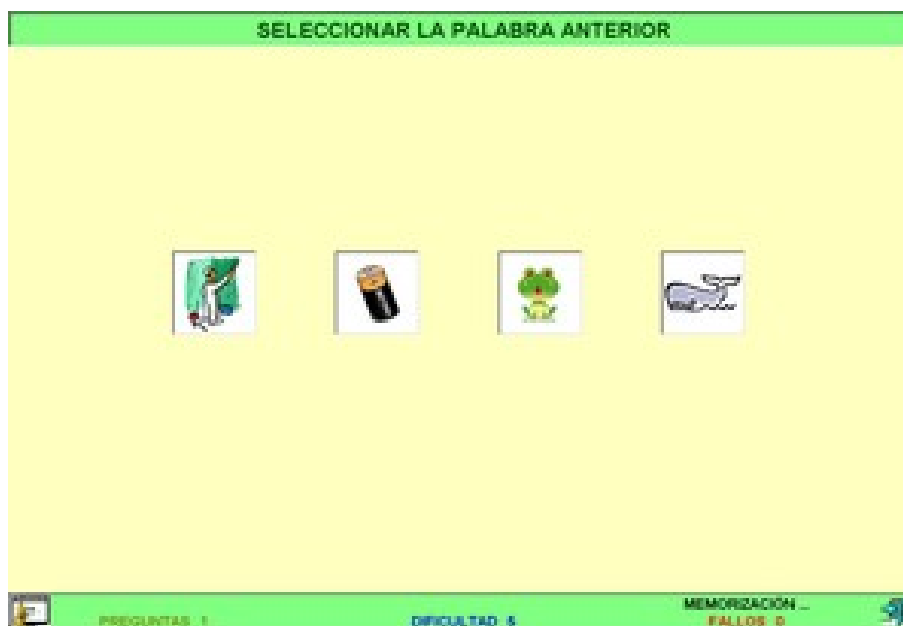 SELECCIONAR LA PALABRA ANTERIOR
MEMORIZACIÓN ...
PREGUNTAS 1
DIFICULTAD 5
FALLOS 0